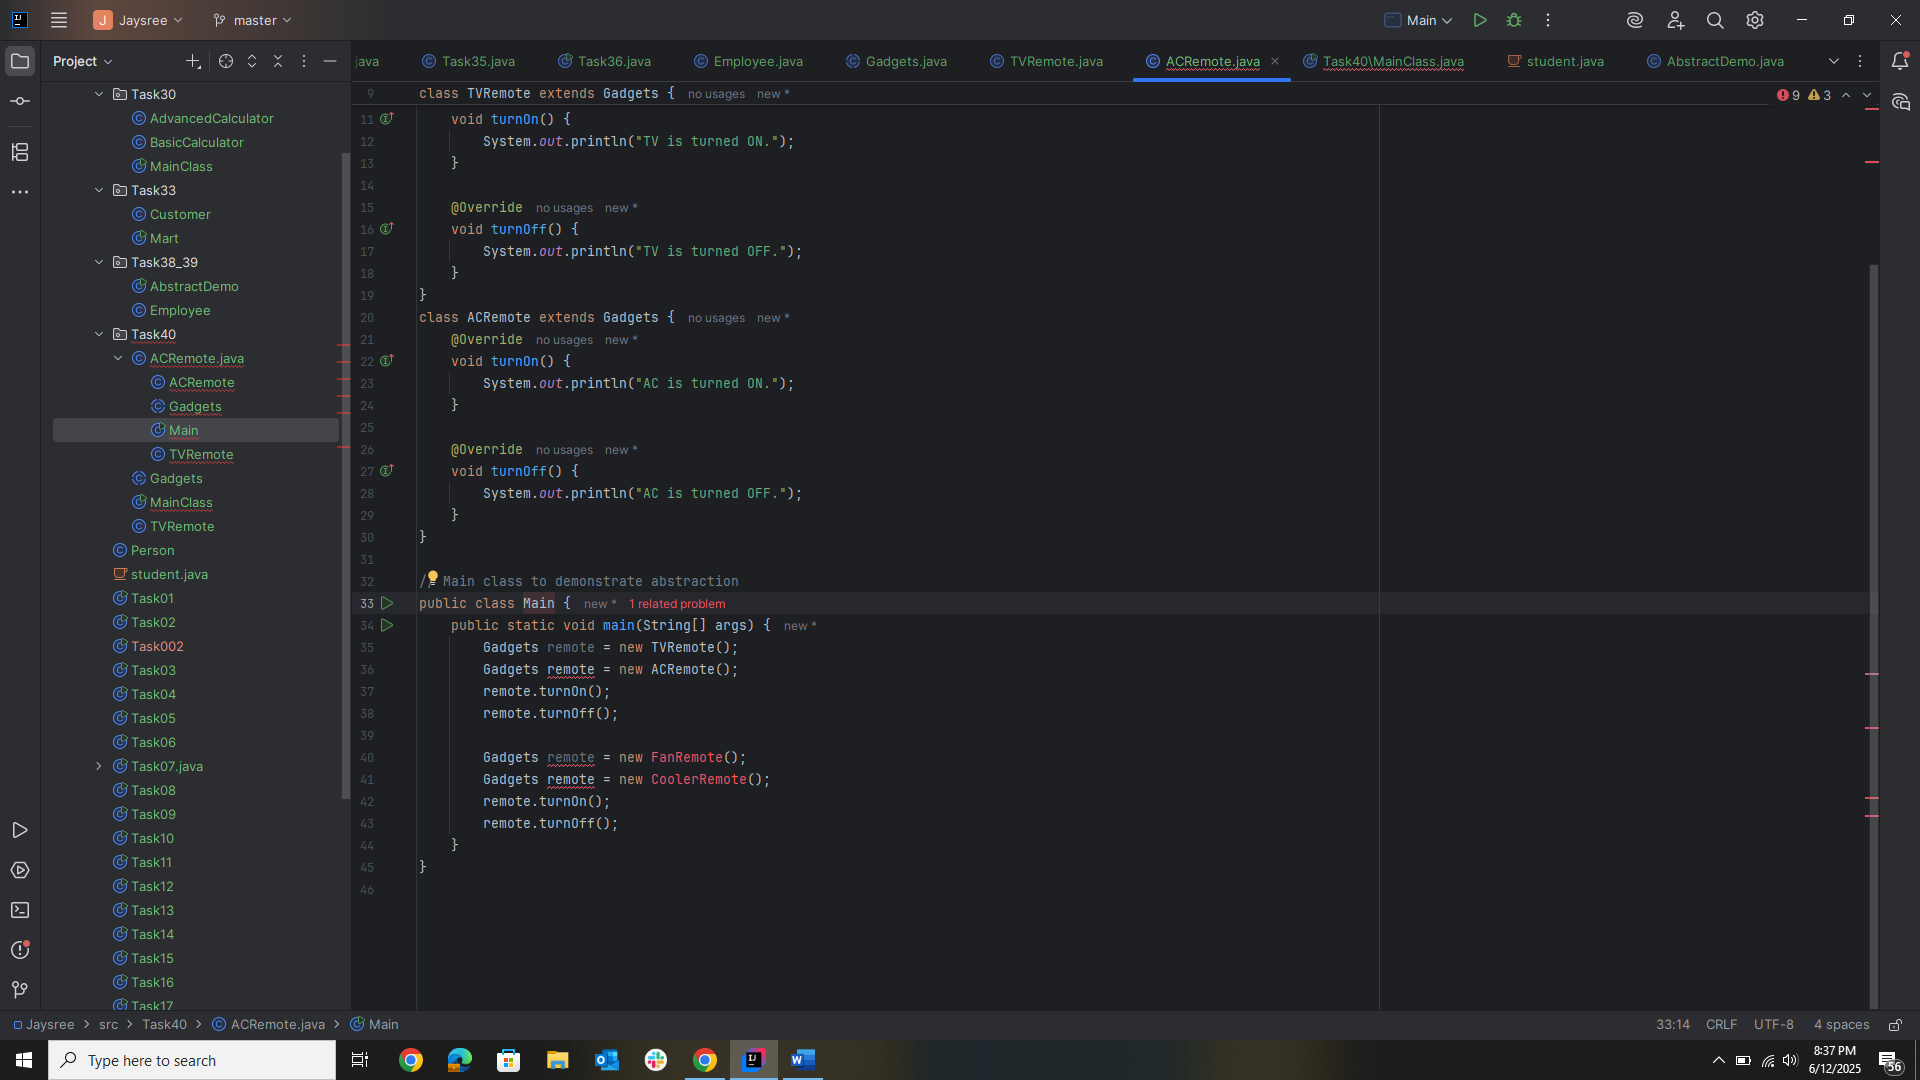 J Jaysree master Main
Project
java Task35.java Task36.java Employee.java Gadgets.java TVRemote.java ACRemote.java Task40\MainClass.java student.java AbstractDemo.java
Task30
AdvancedCalculator
BasicCalculator
MainClass
Task33
Customer
Mart
Task38_39
AbstractDemo
Employee
Task40
ACRemote.java
ACRemote
Gadgets
Main
TVRemote
Gadgets
MainClass
TVRemote
Person
student.java
Task01
Task02
Task002
Task03
Task04
Task05
Task06
Task07.java
Task08
Task09
Task10
Task11
Task12
Task13
Task14
Task15
Task16
Task17
9 class TVRemote extends Gadgets { no usages new *
9 3
11 void turnOn() {
12 System.out.println("TV is turned ON.");
13 }
14
15 @Override no usages new *
16 void turnOff() {
17 System.out.println("TV is turned OFF.");
18 }
19 }
20 class ACRemote extends Gadgets { no usages new *
21 @Override no usages new *
22 void turnOn() {
23 System.out.println("AC is turned ON.");
24 }
25
26 @Override no usages new *
27 void turnOff() {
28 System.out.println("AC is turned OFF.");
29 }
30 }
31
32 // Main class to demonstrate abstraction
33 public class Main { new * 1 related problem
34 public static void main(String[] args) { new *
35 Gadgets remote = new TVRemote();
36 Gadgets remote = new ACRemote();
37 remote.turnOn();
38 remote.turnOff();
39
40 Gadgets remote = new FanRemote();
41 Gadgets remote = new CoolerRemote();
42 remote.turnOn();
43 remote.turnOff();
44 }
45 }
46
Jaysree > src > Task40 > ACRemote.java > Main
33:14 CRLF UTF-8 4 spaces
Type here to search
8:37 PM
6/12/2025
56